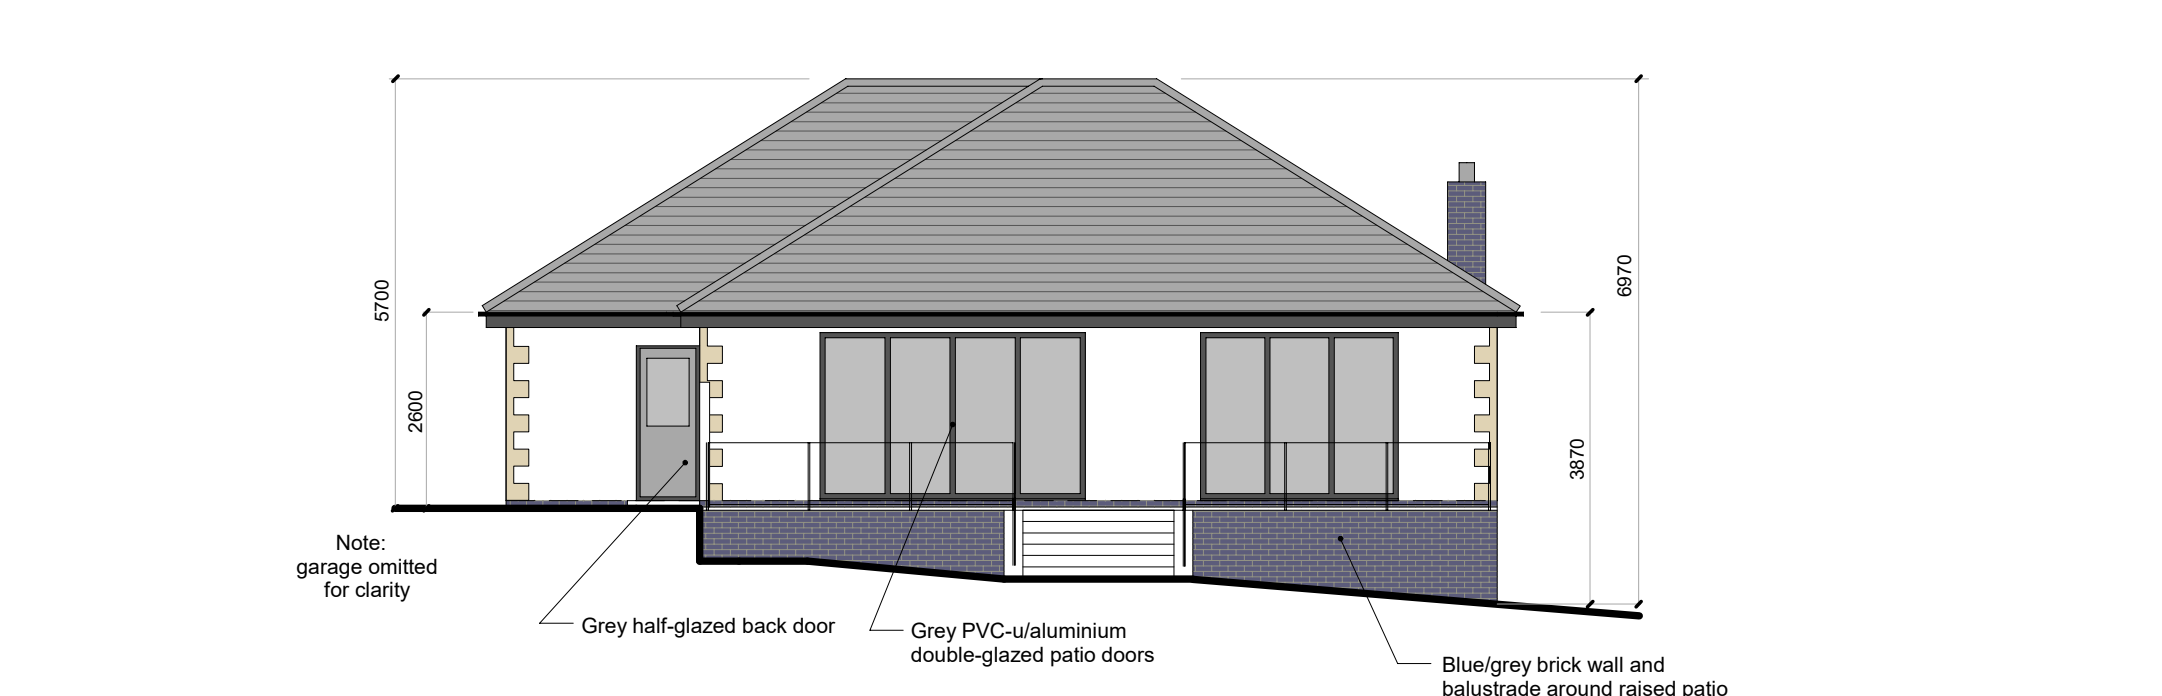 5700
2600
6970
3870
Note:
garage omitted
for clarity
Grey half-glazed back door
Grey PVC-u/aluminium
double-glazed patio doors
Blue/grey brick wall and
balustrade around raised patio